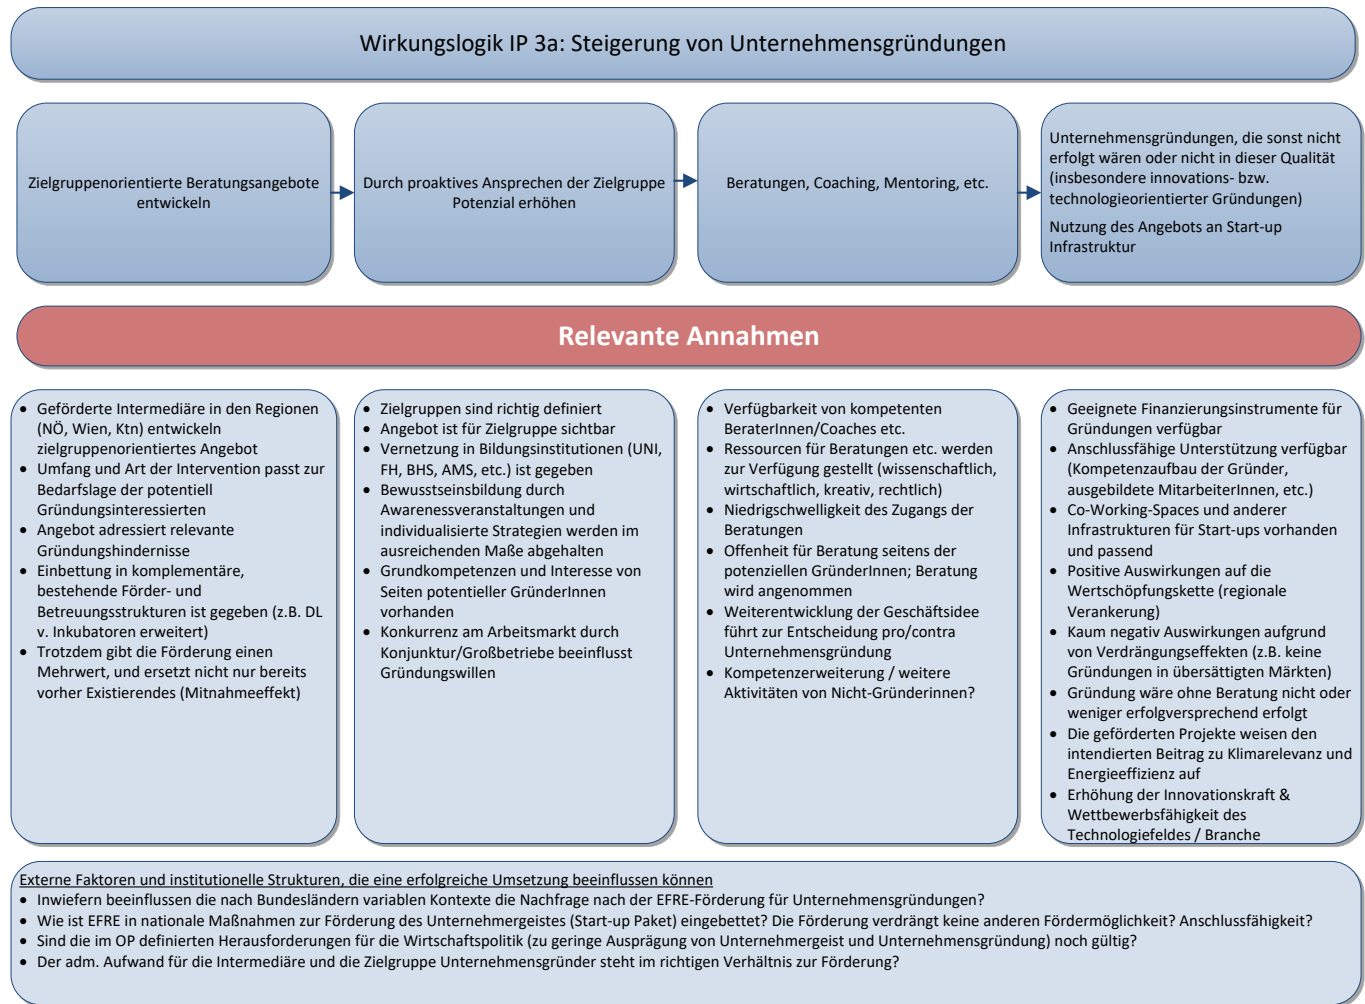 Wirkungslogik IP 3a: Steigerung von Unternehmensgründungen
Zielgruppenorientierte Beratungsangebote
entwickeln
Durch proaktives Ansprechen der Zielgruppe
Potenzial erhöhen
Beratungen, Coaching, Mentoring, etc.
Unternehmensgründungen, die sonst nicht
erfolgt wären oder nicht in dieser Qualität
(insbesondere innovations- bzw.
technologieorientierter Gründungen)
Nutzung des Angebots an Start-up
Infrastruktur
Relevante Annahmen
• Geförderte Intermediäre in den Regionen
(NÖ, Wien, Ktn) entwickeln
zielgruppenorientiertes Angebot
• Umfang und Art der Intervention passt zur
Bedarfslage der potentiell
Gründungsinteressierten
• Angebot adressiert relevante
Gründungshindernisse
• Einbettung in komplementäre,
bestehende Förder- und
Betreuungsstrukturen ist gegeben (z.B. DL
v. Inkubatoren erweitert)
• Trotzdem gibt die Förderung einen
Mehrwert, und ersetzt nicht nur bereits
vorher Existierendes (Mitnahmeeffekt)
• Zielgruppen sind richtig definiert
• Angebot ist für Zielgruppe sichtbar
• Vernetzung in Bildungsinstitutionen (UNI,
FH, BHS, AMS, etc.) ist gegeben
• Bewusstseinsbildung durch
Awarenessveranstaltungen und
individualisierte Strategien werden im
ausreichenden Maße abgehalten
• Grundkompetenzen und Interesse von
Seiten potentieller GründerInnen
vorhanden
• Konkurrenz am Arbeitsmarkt durch
Konjunktur/Großbetriebe beeinflusst
Gründungswillen
• Verfügbarkeit von kompetenten
BeraterInnen/Coaches etc.
• Ressourcen für Beratungen etc. werden
zur Verfügung gestellt (wissenschaftlich,
wirtschaftlich, kreativ, rechtlich)
• Niedrigschwelligkeit des Zugangs der
Beratungen
• Offenheit für Beratung seitens der
potenziellen GründerInnen; Beratung
wird angenommen
• Weiterentwicklung der Geschäftsidee
führt zur Entscheidung pro/contra
Unternehmensgründung
• Kompetenzerweiterung / weitere
Aktivitäten von Nicht-Gründerinnen?
• Geeignete Finanzierungsinstrumente für
Gründungen verfügbar
• Anschlussfähige Unterstützung verfügbar
(Kompetenzaufbau der Gründer,
ausgebildete MitarbeiterInnen, etc.)
• Co-Working-Spaces und anderer
Infrastrukturen für Start-ups vorhanden
und passend
• Positive Auswirkungen auf die
Wertschöpfungskette (regionale
Verankerung)
• Kaum negativ Auswirkungen aufgrund
von Verdrängungseffekten (z.B. keine
Gründungen in übersättigten Märkten)
• Gründung wäre ohne Beratung nicht oder
weniger erfolgversprechend erfolgt
• Die geförderten Projekte weisen den
intendierten Beitrag zu Klimarelevanz und
Energieeffizienz auf
• Erhöhung der Innovationskraft &
Wettbewerbsfähigkeit des
Technologiefeldes / Branche
Externe Faktoren und institutionelle Strukturen, die eine erfolgreiche Umsetzung beeinflussen können
• Inwiefern beeinflussen die nach Bundesländern variablen Kontexte die Nachfrage nach der EFRE-Förderung für Unternehmensgründungen?
• Wie ist EFRE in nationale Maßnahmen zur Förderung des Unternehmergeistes (Start-up Paket) eingebettet? Die Förderung verdrängt keine anderen Fördermöglichkeit? Anschlussfähigkeit?
• Sind die im OP definierten Herausforderungen für die Wirtschaftspolitik (zu geringe Ausprägung von Unternehmergeist und Unternehmensgründung) noch gültig?
• Der adm. Aufwand für die Intermediäre und die Zielgruppe Unternehmensgründer steht im richtigen Verhältnis zur Förderung?